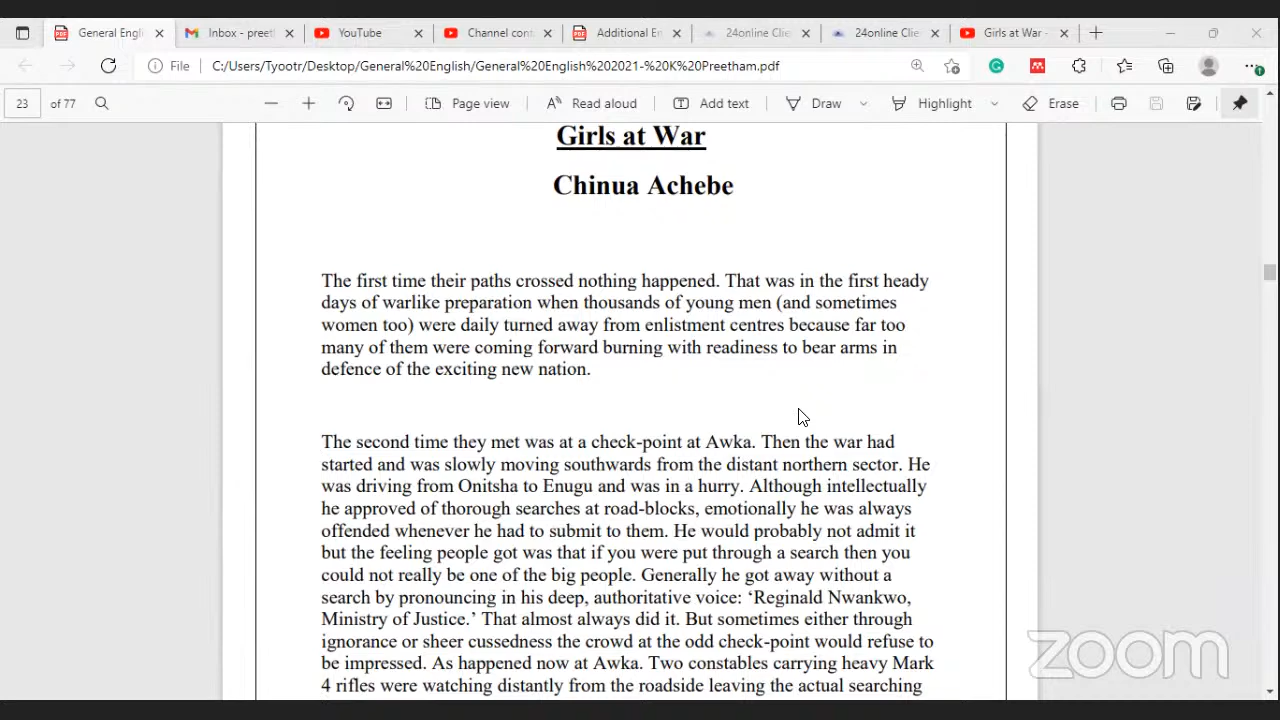 General Engli
Inbox - preet
YouTube
Channel cont
Additional En
24online Clie
24online Clie
Girls at War -
File C:/Users/Tyootr/Desktop/General%20English/General%20English%202021-%20K%20Preetham.pdf
23 of 77 Page view Read aloud Add text Draw Highlight Erase
Girls at War
Chinua Achebe
The first time their paths crossed nothing happened. That was in the first heady
days of warlike preparation when thousands of young men (and sometimes
women too) were daily turned away from enlistment centres because far too
many of them were coming forward burning with readiness to bear arms in
defence of the exciting new nation.
The second time they met was at a check-point at Awka. Then the war had
started and was slowly moving southwards from the distant northern sector. He
was driving from Onitsha to Enugu and was in a hurry. Although intellectually
he approved of thorough searches at road-blocks, emotionally he was always
offended whenever he had to submit to them. He would probably not admit it
but the feeling people got was that if you were put through a search then you
could not really be one of the big people. Generally he got away without a
search by pronouncing in his deep, authoritative voice: ‘Reginald Nwankwo,
Ministry of Justice.’ That almost always did it. But sometimes either through
ignorance or sheer cussedness the crowd at the odd check-point would refuse to
be impressed. As happened now at Awka. Two constables carrying heavy Mark
4 rifles were watching distantly from the roadside leaving the actual searching
zoom